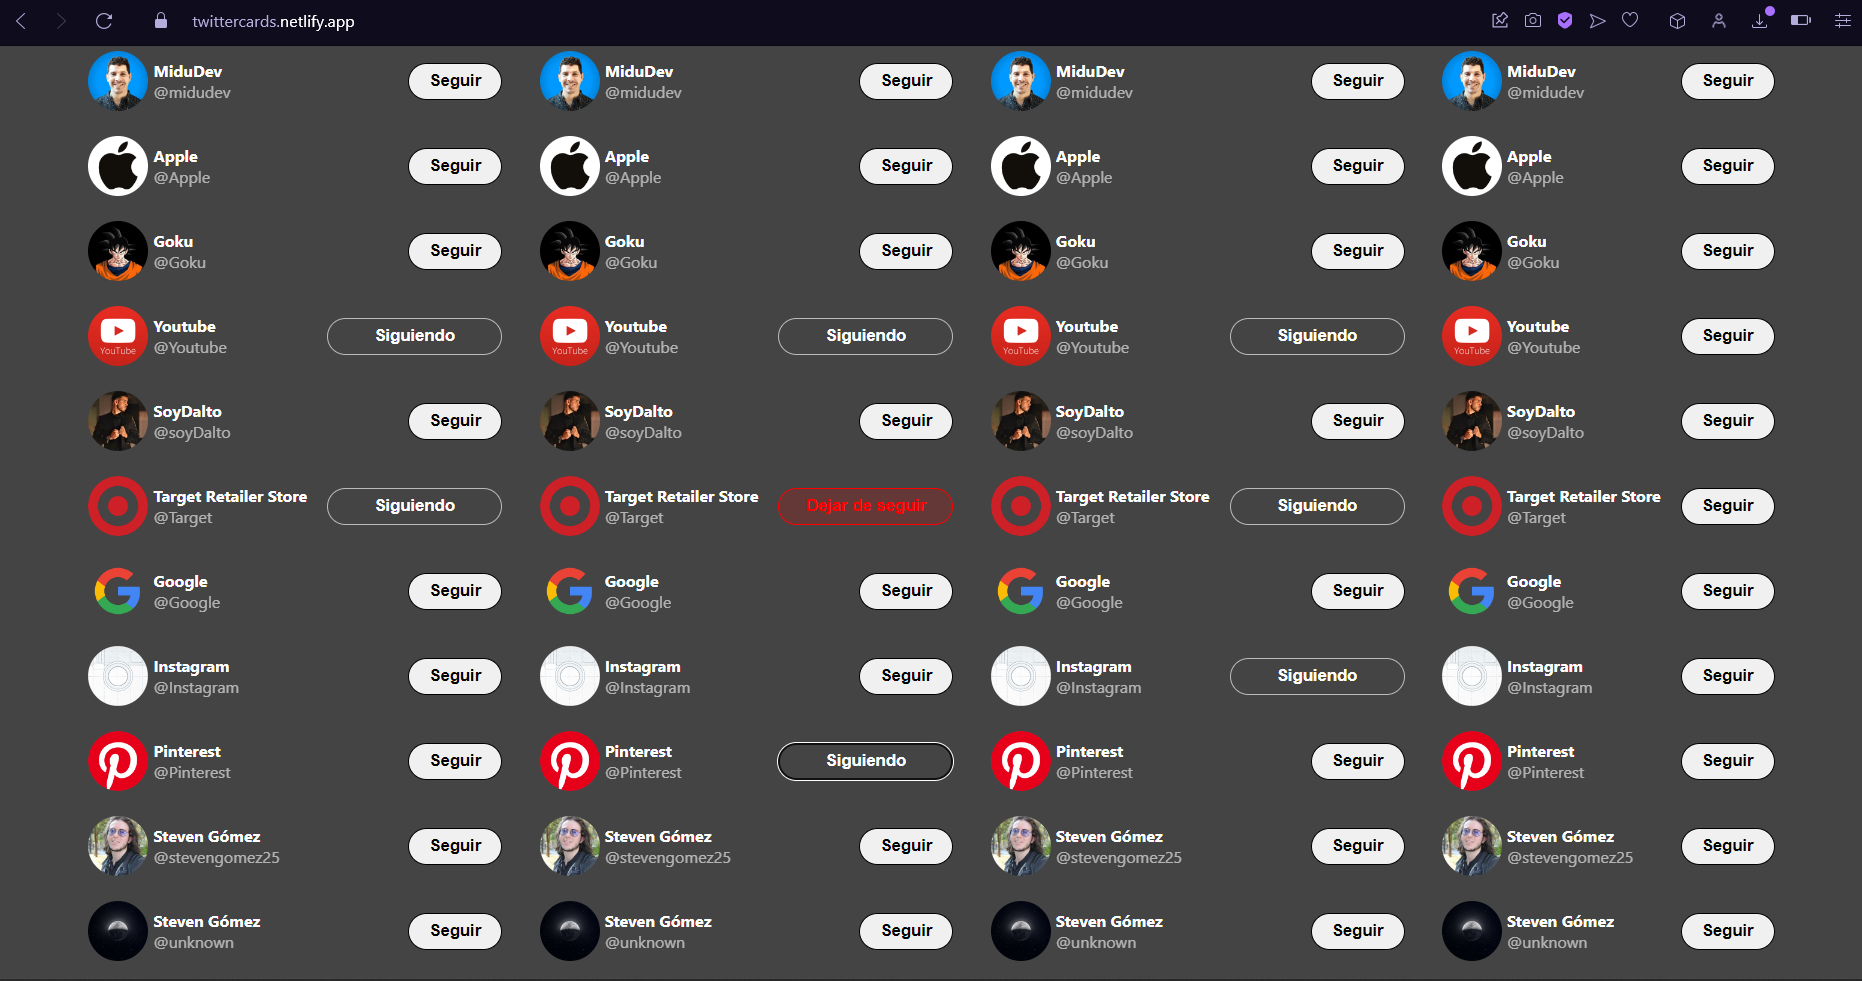 twittercards.netlify.app
MiduDev
@midudev
Seguir
MiduDev
@midudev
Seguir
MiduDev
@midudev
Seguir
MiduDev
@midudev
Seguir
Apple
@Apple
Seguir
Apple
@Apple
Seguir
Apple
@Apple
Seguir
Apple
@Apple
Seguir
Goku
@Goku
Seguir
Goku
@Goku
Seguir
Goku
@Goku
Seguir
Goku
@Goku
Seguir
YouTube
Youtube
@Youtube
Siguiendo
YouTube
Youtube
@Youtube
Siguiendo
YouTube
Youtube
@Youtube
Siguiendo
YouTube
Youtube
@Youtube
Seguir
SoyDalto
@soyDalto
Seguir
SoyDalto
@soyDalto
Seguir
SoyDalto
@soyDalto
Seguir
SoyDalto
@soyDalto
Seguir
Target Retailer Store
@Target
Siguiendo
Target Retailer Store
@Target
Dejar de seguir
Target Retailer Store
@Target
Siguiendo
Target Retailer Store
@Target
Seguir
Google
@Google
Seguir
Google
@Google
Seguir
Google
@Google
Seguir
Google
@Google
Seguir
Instagram
@Instagram
Seguir
Instagram
@Instagram
Seguir
Instagram
@Instagram
Siguiendo
Instagram
@Instagram
Seguir
Pinterest
@Pinterest
Seguir
Pinterest
@Pinterest
Siguiendo
Pinterest
@Pinterest
Seguir
Pinterest
@Pinterest
Seguir
Steven Gómez
@stevengomez25
Seguir
Steven Gómez
@stevengomez25
Seguir
Steven Gómez
@stevengomez25
Seguir
Steven Gómez
@stevengomez25
Seguir
Steven Gómez
@unknown
Seguir
Steven Gómez
@unknown
Seguir
Steven Gómez
@unknown
Seguir
Steven Gómez
@unknown
Seguir